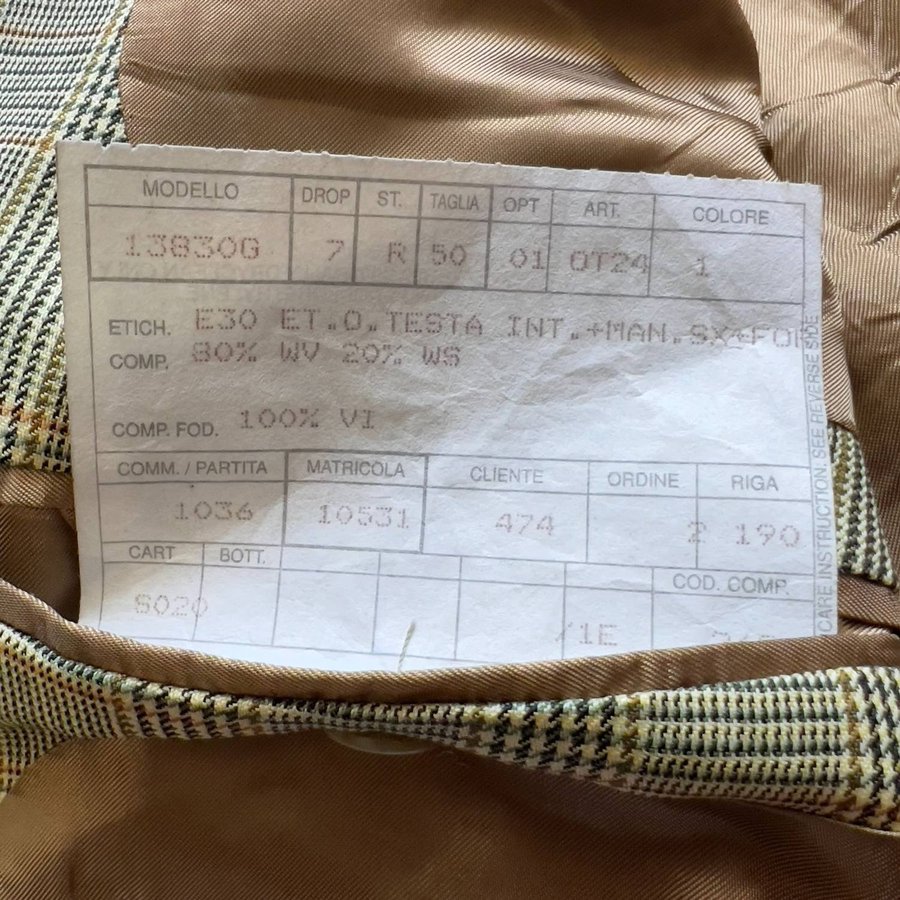 MODELLO DROP ST. TAGLIA OPT ART. COLORE
13830G 7 R 50 01 OT24 1
ETICH. E30 ET.O.TESTA INT.+MAN.SX+FO
COMP. 80% WV 20% WS
COMP. FOD. 100% VI
COMM. / PARTITA MATRICOLA CLIENTE ORDINE RIGA
1036 10531 474 2 190
CART BOTT.
COD. COMP.
S020 /1E
CARE INSTRUCTION. SEE REVERSE SIDE